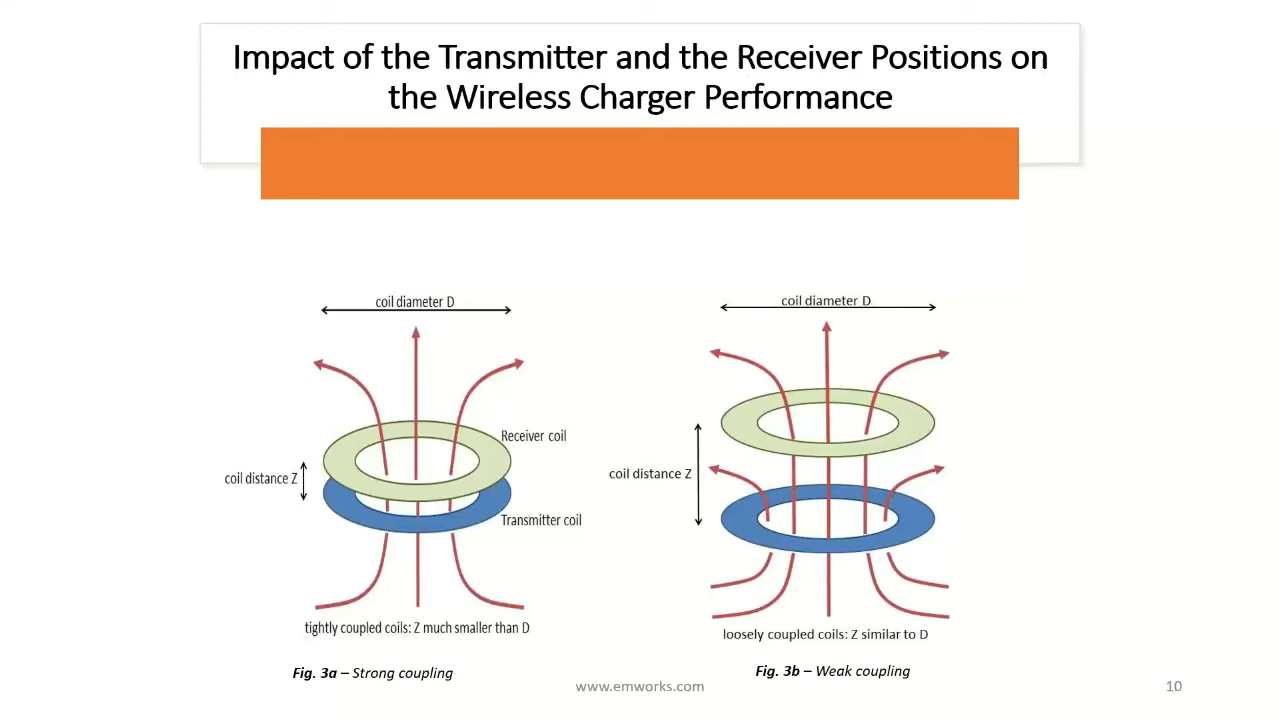 Impact of the Transmitter and the Receiver Positions on
the Wireless Charger Performance
coil diameter D
Receiver coil
coil distance Z
Transmitter coil
tightly coupled coils: Z much smaller than D
Fig. 3a – Strong coupling
coil diameter D
coil distance Z
loosely coupled coils: Z similar to D
Fig. 3b – Weak coupling
www.emworks.com
10